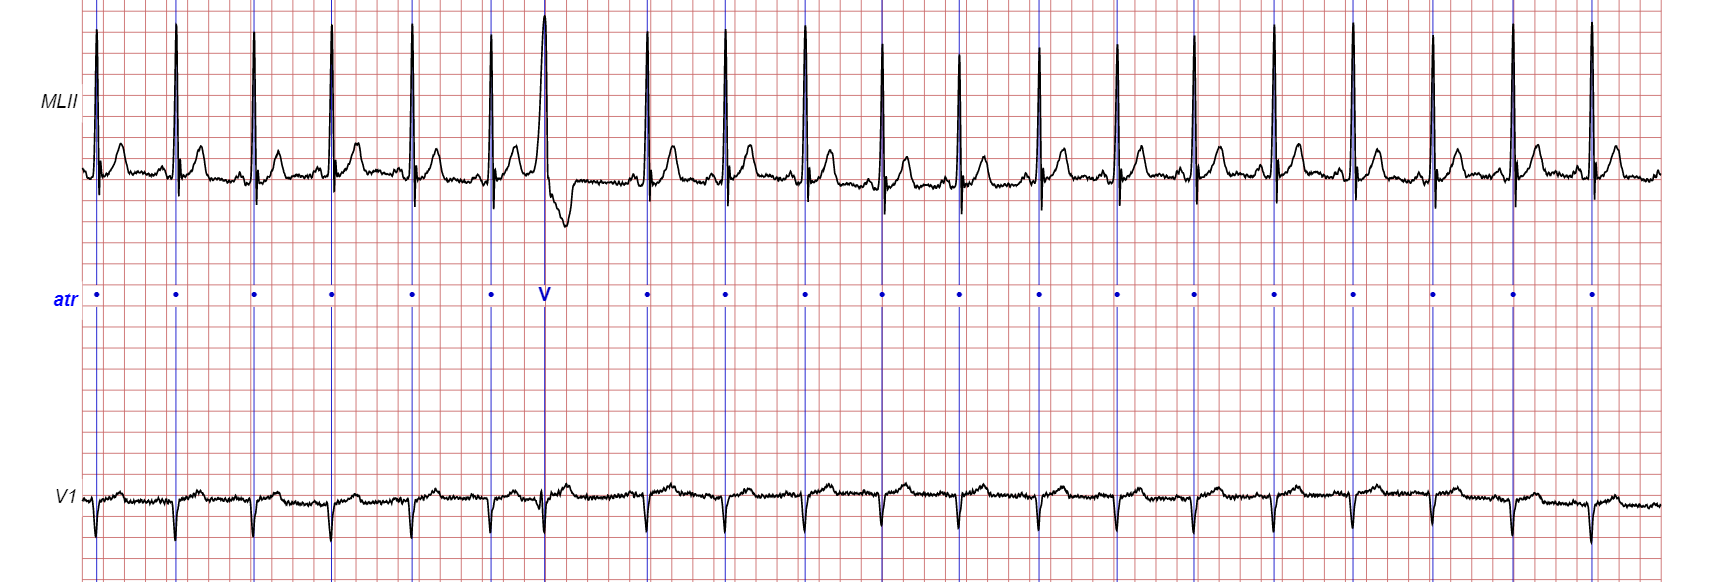 MLII
atr • • • • • • V • • • • • • • • • • • • •
V1